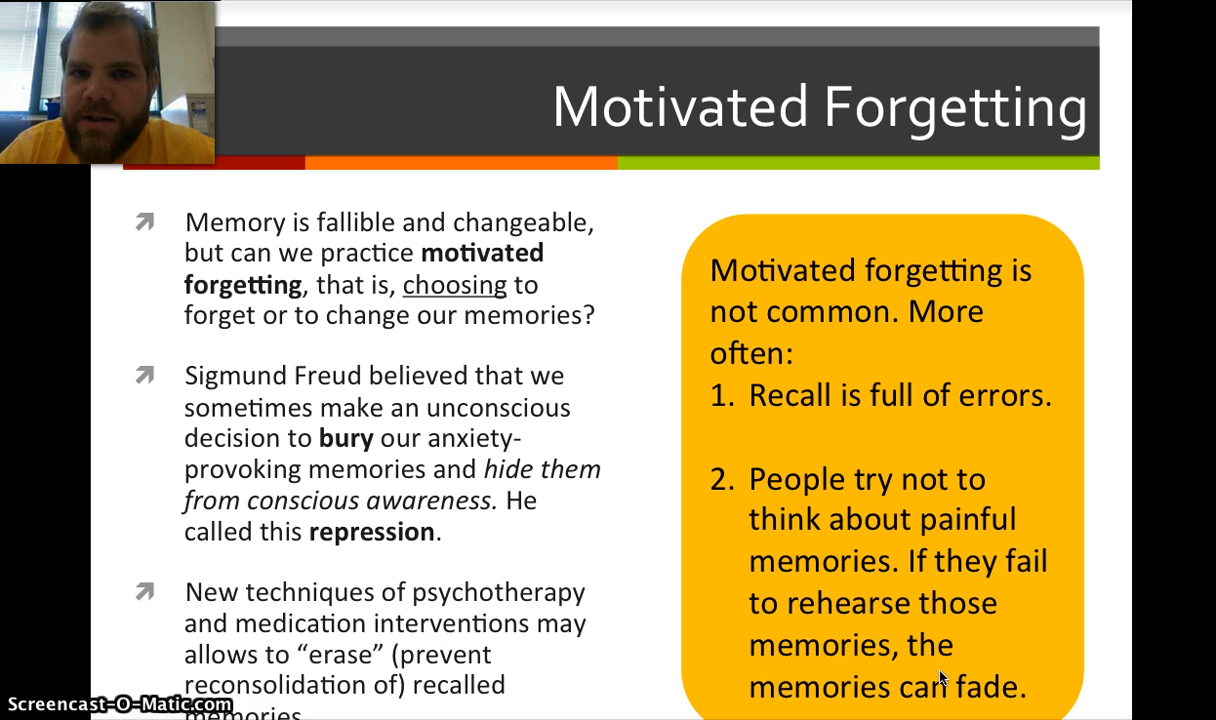 Motivated Forgetting
Memory is fallible and changeable,
but can we practice motivated
forgetting, that is, choosing to
forget or to change our memories?
Sigmund Freud believed that we
sometimes make an unconscious
decision to bury our anxiety-
provoking memories and hide them
from conscious awareness. He
called this repression.
New techniques of psychotherapy
and medication interventions may
allows to “erase” (prevent
reconsolidation of) recalled
memories.
Motivated forgetting is
not common. More
often:
1. Recall is full of errors.
2. People try not to
think about painful
memories. If they fail
to rehearse those
memories, the
memories can fade.
Screencast-O-Matic.com